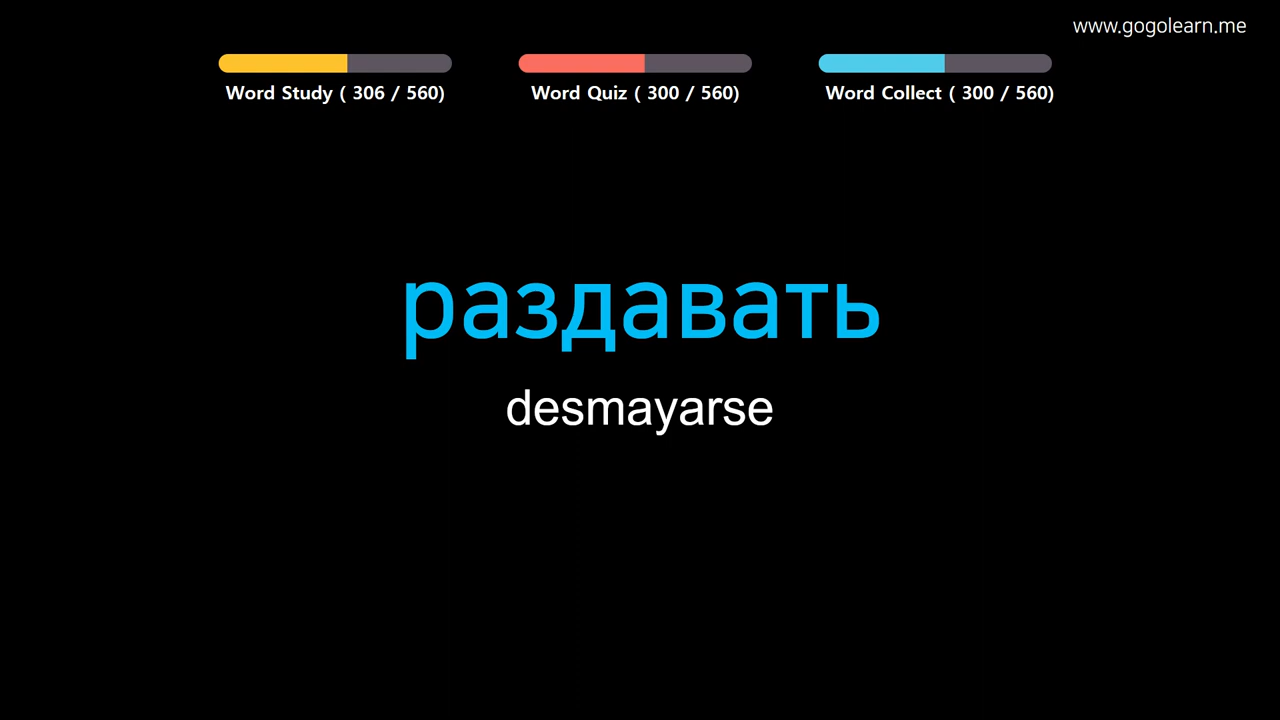 www.gogolearn.me
Word Study ( 306 / 560)
Word Quiz ( 300 / 560)
Word Collect ( 300 / 560)
раздавать
desmayarse